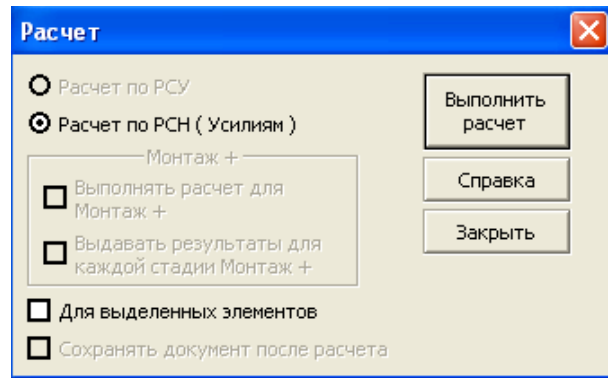 Расчет
Расчет по РСУ
Расчет по РСН ( Усилиям )
Монтаж +
Выполнять расчет для
Монтаж +
Выдавать результаты для
каждой стадии Монтаж +
Для выделенных элементов
Сохранять документ после расчета
Выполнить
расчет
Справка
Закрыть